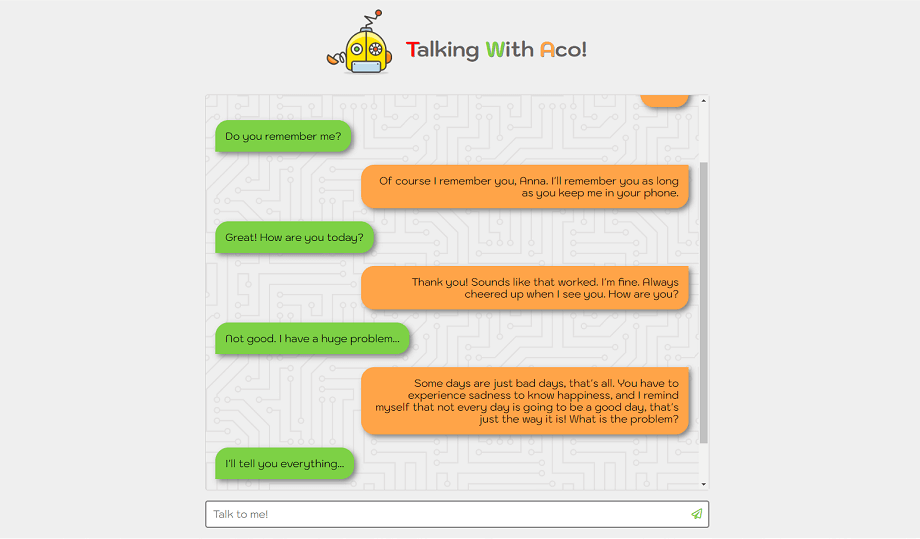 Talking With Aco!
Do you remember me?
Of course I remember you, Anna. I'll remember you as long
as you keep me in your phone.
Great! How are you today?
Thank you! Sounds like that worked. I'm fine. Always
cheered up when I see you. How are you?
Not good. I have a huge problem...
Some days are just bad days, that's all. You have to
experience sadness to know happiness, and I remind
myself that not every day is going to be a good day, that's
just the way it is! What is the problem?
I'll tell you everything...
Talk to me!